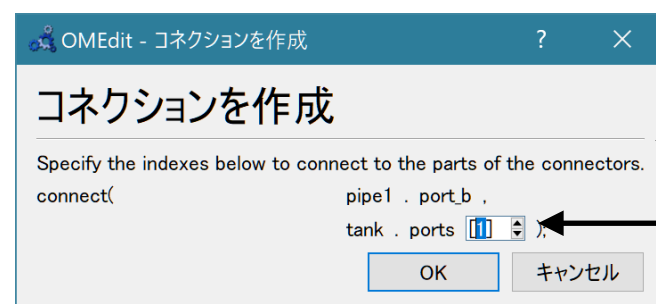 OMEdit - コネクションを作成
コネクションを作成
Specify the indexes below to connect to the parts of the connectors.
connect( pipe1 . port_b ,
tank . ports [1] );
OK キャンセル